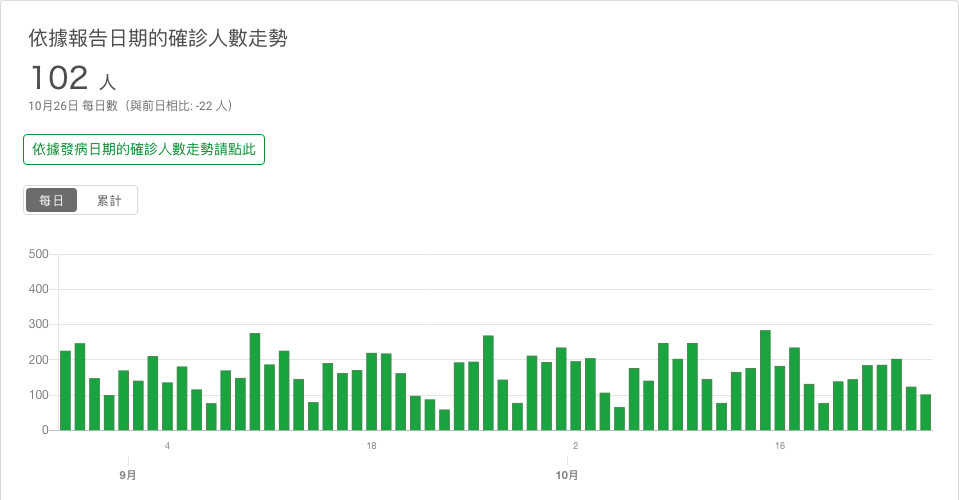 依據報告日期的確診人數走勢
102 人
10月26日 每日數（與前日相比: -22 人）
依據發病日期的確診人數走勢請點此
每日 累計
500
400
300
200
100
0
4 18 2 16
9月 10月